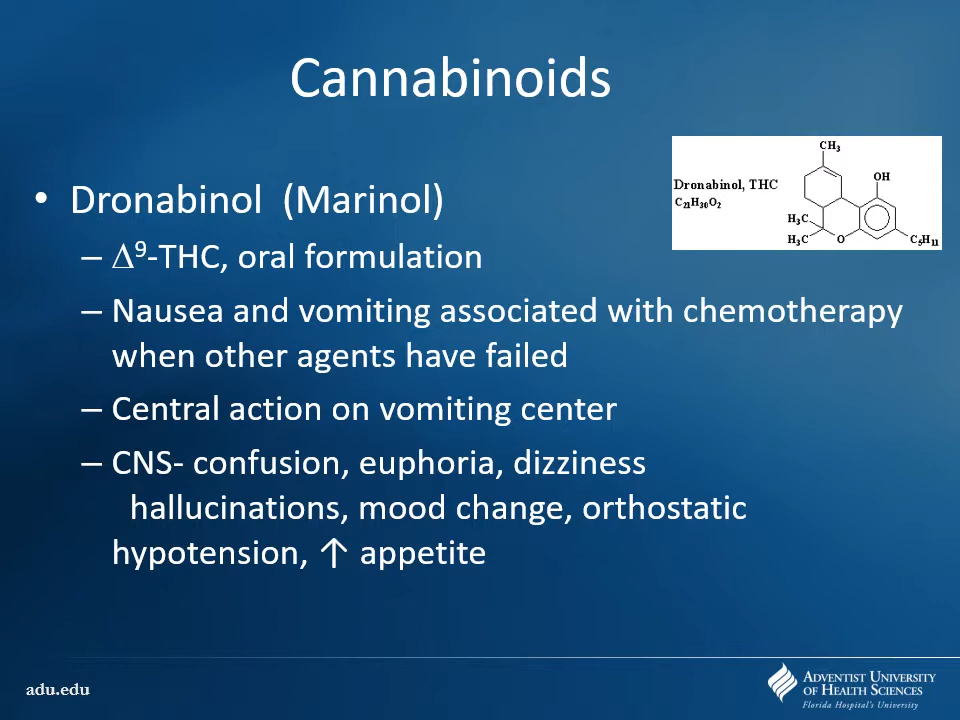 Cannabinoids
• Dronabinol (Marinol)
– Δ⁹-THC, oral formulation
– Nausea and vomiting associated with chemotherapy
when other agents have failed
– Central action on vomiting center
– CNS- confusion, euphoria, dizziness
hallucinations, mood change, orthostatic
hypotension, ↑ appetite
CH₃
OH
Dronabinol, THC
C₂₁H₃₀O₂
H₃C
H₃C
O
C₅H₁₁
adu.edu
ADVENTIST UNIVERSITY
OF HEALTH SCIENCES
Florida Hospital's University